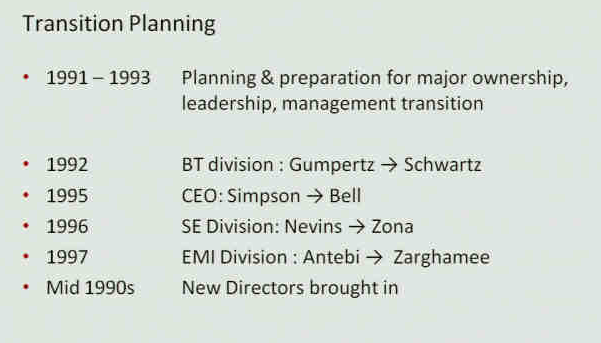 Transition Planning
• 1991 – 1993 Planning & preparation for major ownership,
leadership, management transition
• 1992 BT division : Gumpertz → Schwartz
• 1995 CEO: Simpson → Bell
• 1996 SE Division: Nevins → Zona
• 1997 EMI Division : Antebi → Zarghamee
• Mid 1990s New Directors brought in